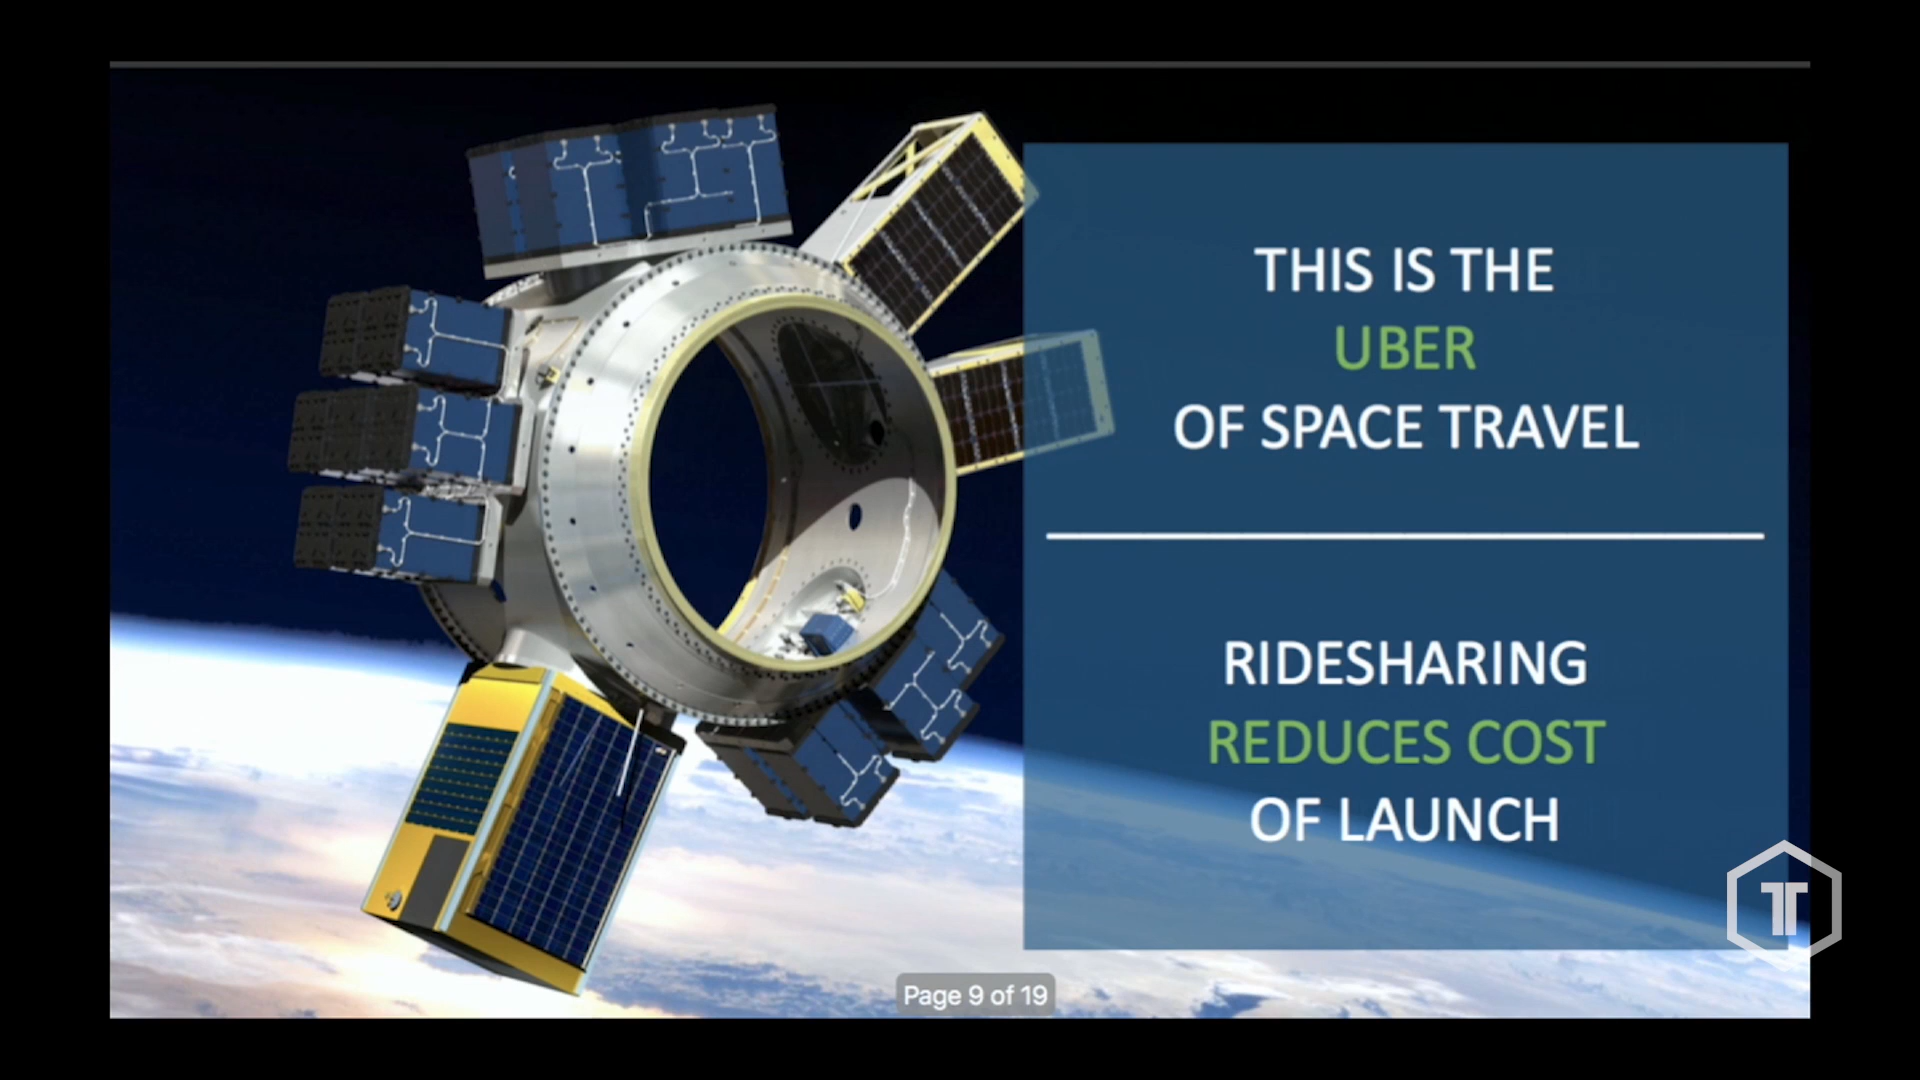 THIS IS THE
UBER
OF SPACE TRAVEL
RIDESHARING
REDUCES COST
OF LAUNCH
Page 9 of 19